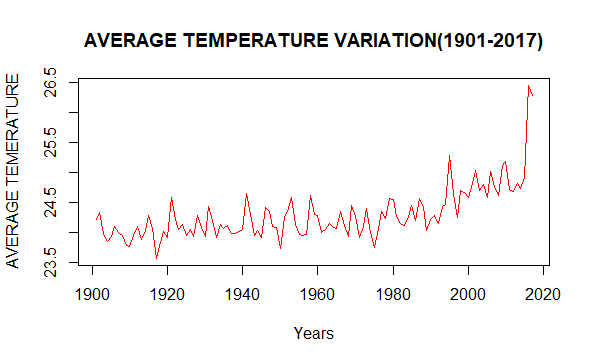 AVERAGE TEMPERATURE VARIATION(1901-2017)
AVERAGE TEMERATURE
26.5
25.5
24.5
23.5
1900 1920 1940 1960 1980 2000 2020
Years